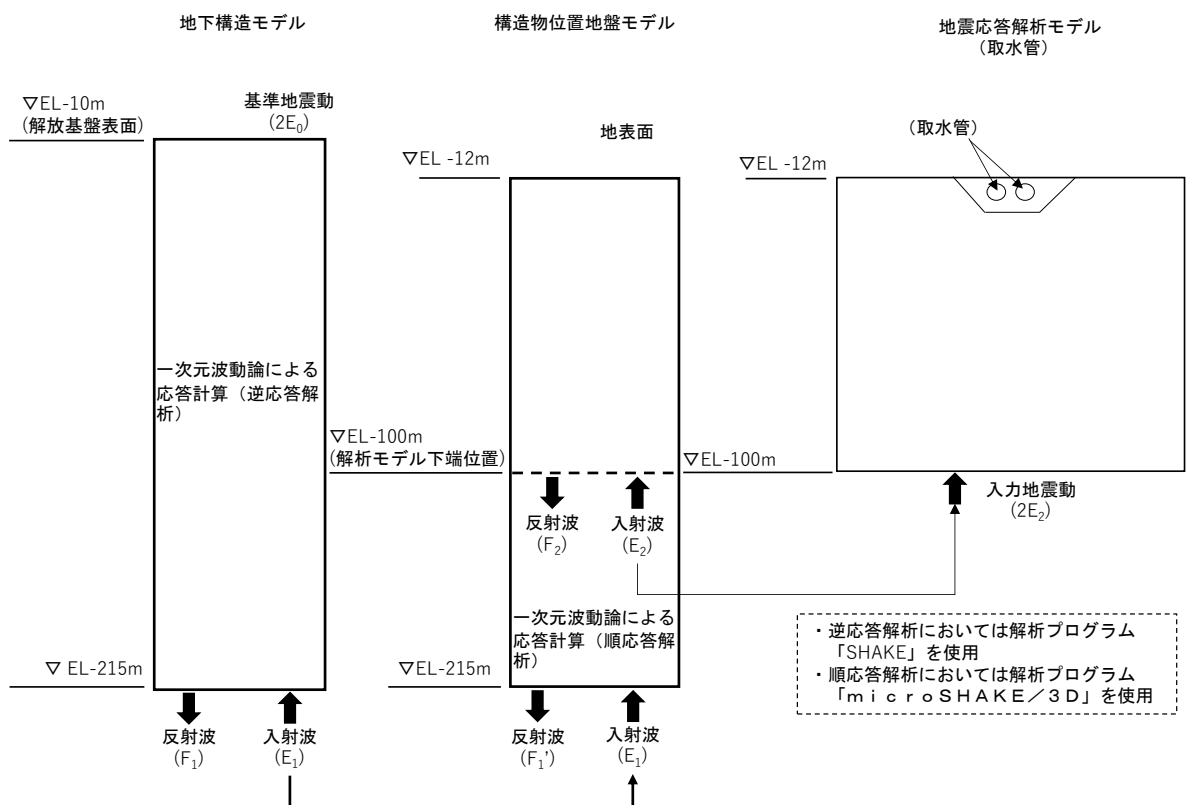 地下構造モデル
▽EL-10m
(解放基盤表面)
基準地震動
(2E₀)
一次元波動論による
応答計算（逆応答解
析）
▽ EL-215m
反射波
(F₁)
入射波
(E₁)
構造物位置地盤モデル
地表面
▽EL -12m
▽EL-100m
(解析モデル下端位置)
反射波
(F₂)
入射波
(E₂)
一次元波動論による
応答計算（順応答解
析）
▽EL-215m
反射波
(F₁')
入射波
(E₁)
地震応答解析モデル
(取水管)
(取水管)
▽EL -12m
▽EL-100m
入力地震動
(2E₂)
・逆応答解析においては解析プログラム
「SHAKE」を使用
・順応答解析においては解析プログラム
「ｍｉｃｒｏＳＨＡＫＥ／３Ｄ」を使用